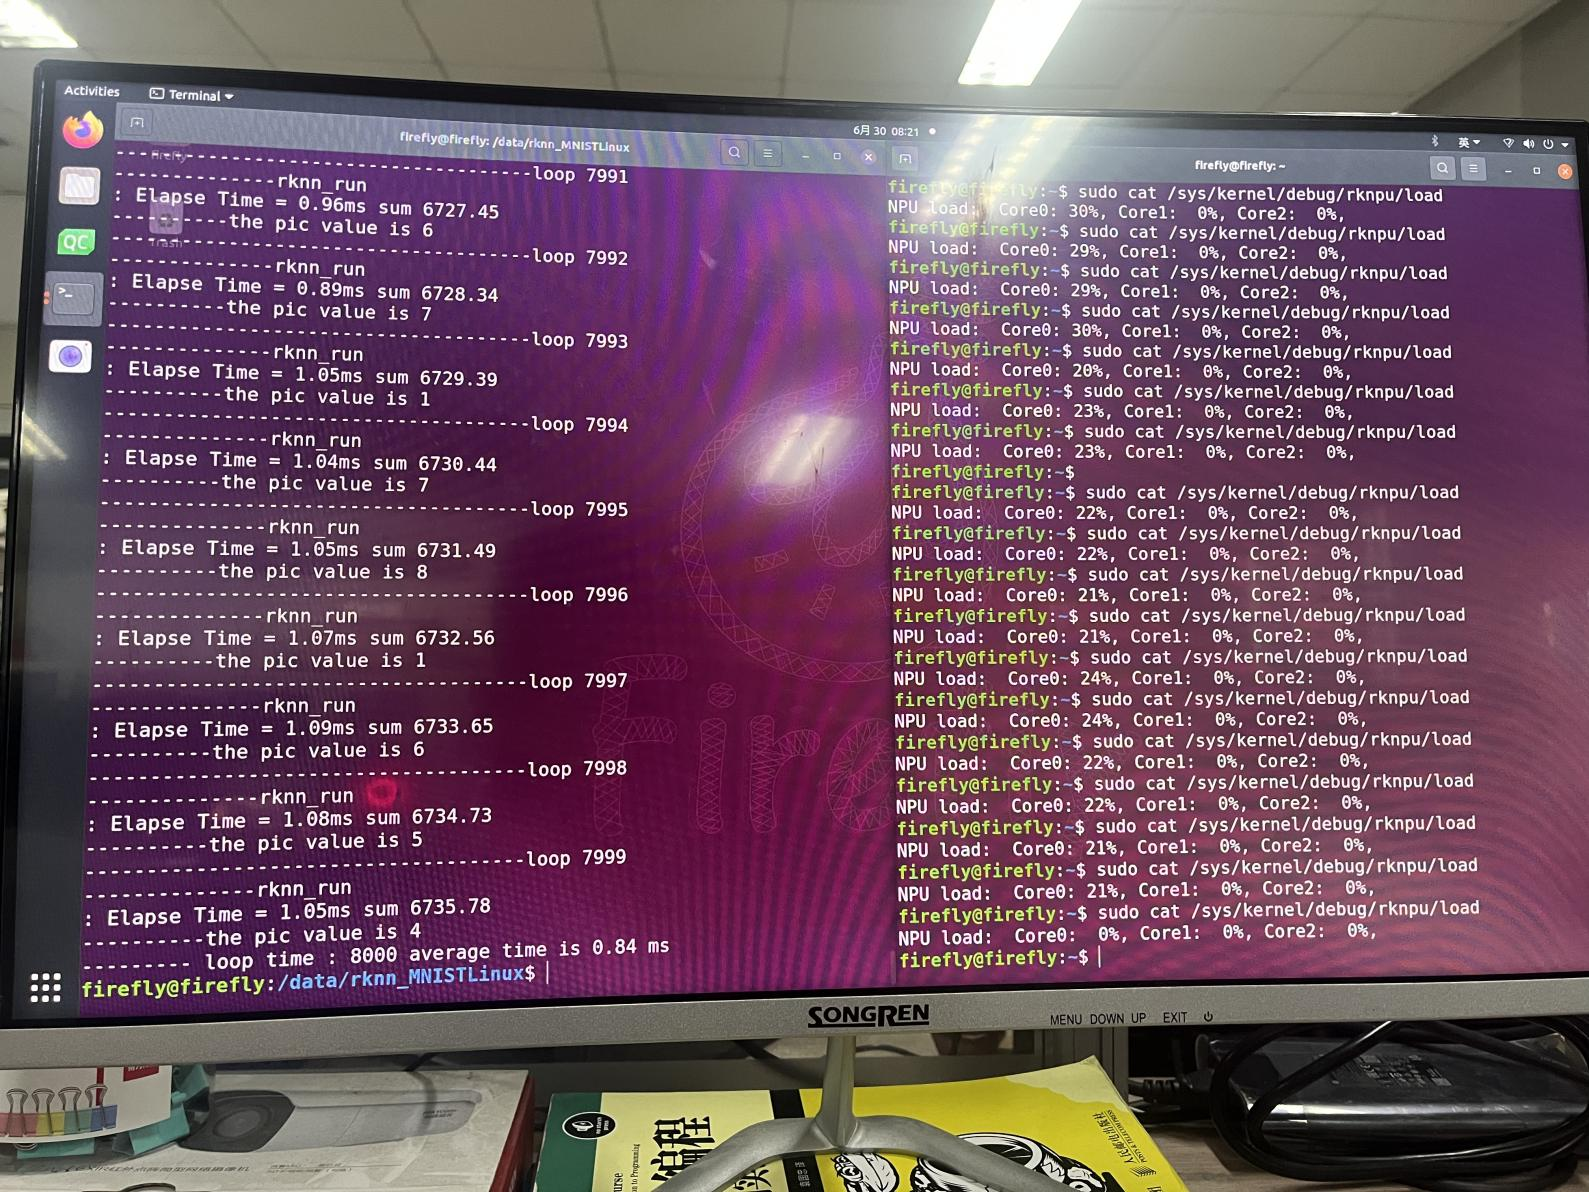 Activities
Terminal
6月 30 08:21
英
firefly@firefly: /data/rknn_MNISTLinux
firefly
Trash
QC
-----------------------------------loop 7991
--------------rknn_run
: Elapse Time = 0.96ms sum 6727.45
----------the pic value is 6
-----------------------------------loop 7992
--------------rknn_run
: Elapse Time = 0.89ms sum 6728.34
----------the pic value is 7
-----------------------------------loop 7993
--------------rknn_run
: Elapse Time = 1.05ms sum 6729.39
----------the pic value is 1
-----------------------------------loop 7994
--------------rknn_run
: Elapse Time = 1.04ms sum 6730.44
----------the pic value is 7
-----------------------------------loop 7995
--------------rknn_run
: Elapse Time = 1.05ms sum 6731.49
----------the pic value is 8
-----------------------------------loop 7996
--------------rknn_run
: Elapse Time = 1.07ms sum 6732.56
----------the pic value is 1
-----------------------------------loop 7997
--------------rknn_run
: Elapse Time = 1.09ms sum 6733.65
----------the pic value is 6
-----------------------------------loop 7998
--------------rknn_run
: Elapse Time = 1.08ms sum 6734.73
----------the pic value is 5
-----------------------------------loop 7999
--------------rknn_run
: Elapse Time = 1.05ms sum 6735.78
----------the pic value is 4
--------- loop time : 8000 average time is 0.84 ms
firefly@firefly:/data/rknn_MNISTLinux$
firefly@firefly: ~
firefly@firefly:~$ sudo cat /sys/kernel/debug/rknpu/load
NPU load:  Core0: 30%, Core1:  0%, Core2:  0%,
firefly@firefly:~$ sudo cat /sys/kernel/debug/rknpu/load
NPU load:  Core0: 29%, Core1:  0%, Core2:  0%,
firefly@firefly:~$ sudo cat /sys/kernel/debug/rknpu/load
NPU load:  Core0: 29%, Core1:  0%, Core2:  0%,
firefly@firefly:~$ sudo cat /sys/kernel/debug/rknpu/load
NPU load:  Core0: 30%, Core1:  0%, Core2:  0%,
firefly@firefly:~$ sudo cat /sys/kernel/debug/rknpu/load
NPU load:  Core0: 20%, Core1:  0%, Core2:  0%,
firefly@firefly:~$ sudo cat /sys/kernel/debug/rknpu/load
NPU load:  Core0: 23%, Core1:  0%, Core2:  0%,
firefly@firefly:~$ sudo cat /sys/kernel/debug/rknpu/load
NPU load:  Core0: 23%, Core1:  0%, Core2:  0%,
firefly@firefly:~$
firefly@firefly:~$ sudo cat /sys/kernel/debug/rknpu/load
NPU load:  Core0: 22%, Core1:  0%, Core2:  0%,
firefly@firefly:~$ sudo cat /sys/kernel/debug/rknpu/load
NPU load:  Core0: 22%, Core1:  0%, Core2:  0%,
firefly@firefly:~$ sudo cat /sys/kernel/debug/rknpu/load
NPU load:  Core0: 21%, Core1:  0%, Core2:  0%,
firefly@firefly:~$ sudo cat /sys/kernel/debug/rknpu/load
NPU load:  Core0: 21%, Core1:  0%, Core2:  0%,
firefly@firefly:~$ sudo cat /sys/kernel/debug/rknpu/load
NPU load:  Core0: 24%, Core1:  0%, Core2:  0%,
firefly@firefly:~$ sudo cat /sys/kernel/debug/rknpu/load
NPU load:  Core0: 24%, Core1:  0%, Core2:  0%,
firefly@firefly:~$ sudo cat /sys/kernel/debug/rknpu/load
NPU load:  Core0: 22%, Core1:  0%, Core2:  0%,
firefly@firefly:~$ sudo cat /sys/kernel/debug/rknpu/load
NPU load:  Core0: 22%, Core1:  0%, Core2:  0%,
firefly@firefly:~$ sudo cat /sys/kernel/debug/rknpu/load
NPU load:  Core0: 21%, Core1:  0%, Core2:  0%,
firefly@firefly:~$ sudo cat /sys/kernel/debug/rknpu/load
NPU load:  Core0: 21%, Core1:  0%, Core2:  0%,
firefly@firefly:~$ sudo cat /sys/kernel/debug/rknpu/load
NPU load:  Core0:  0%, Core1:  0%, Core2:  0%,
firefly@firefly:~$
Fire
SONGREN
MENU DOWN UP EXIT
编程
人民邮电出版社
POSTS & TELECOM PRESS
to Programming